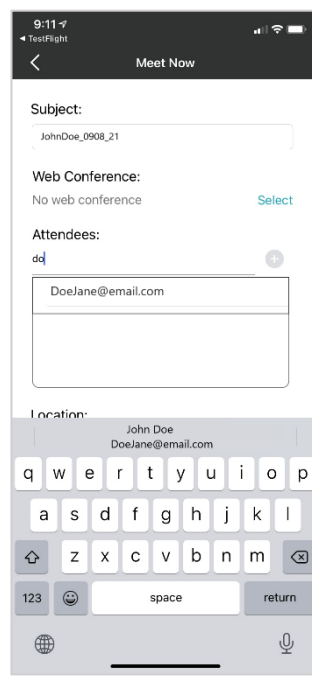 9:11
◀ TestFlight
Meet Now
Subject:
JohnDoe_0908_21
Web Conference:
No web conference
Select
Attendees:
do
DoeJane@email.com
Location:
John Doe
DoeJane@email.com
q w e r t y u i o p
a s d f g h j k l
z x c v b n m
123 space return